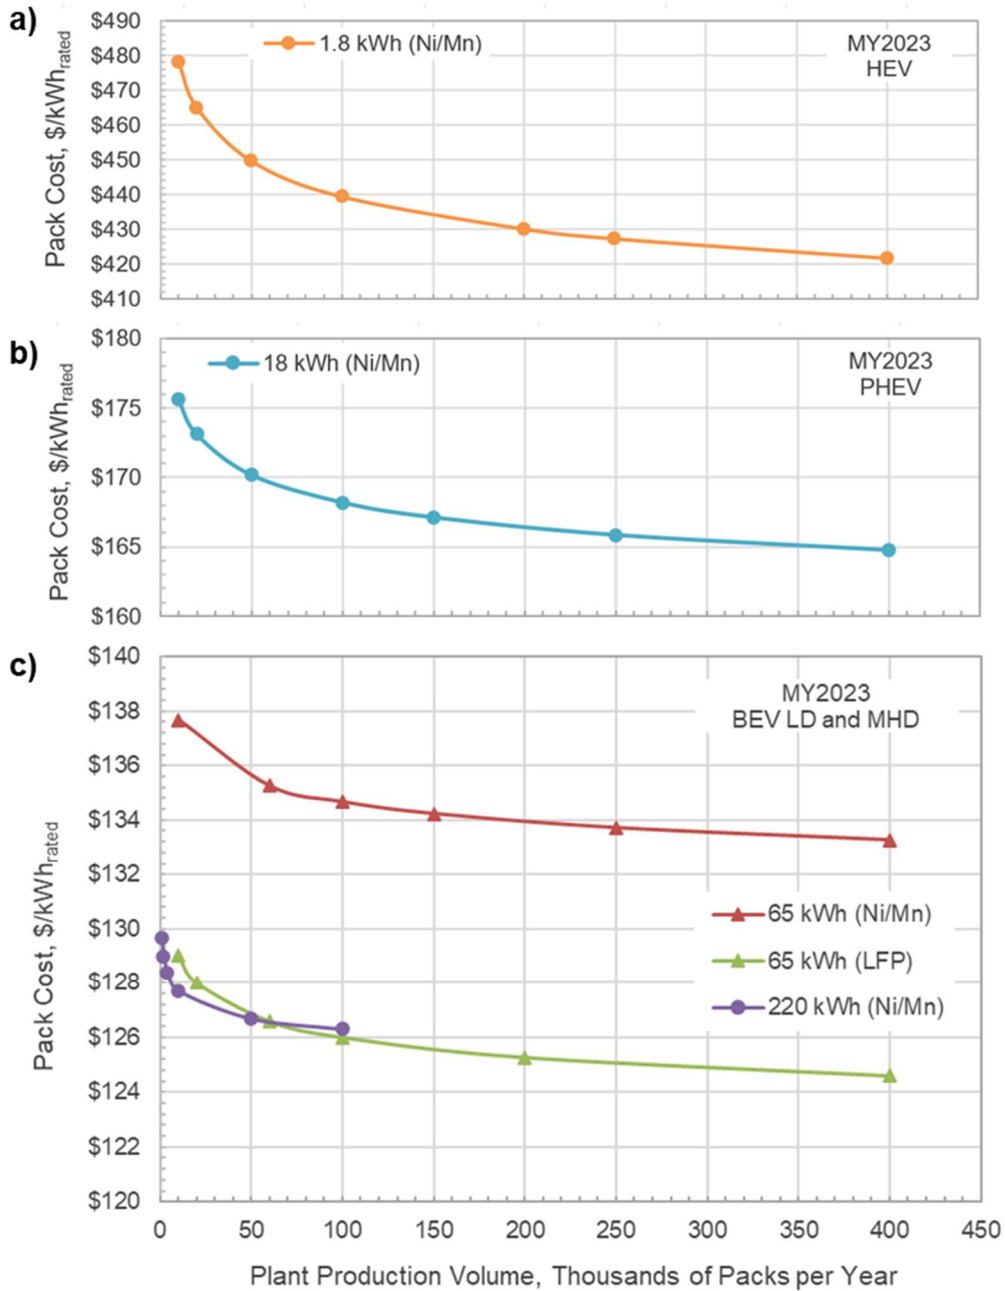 a)
$490
$480
$470
$460
$450
$440
$430
$420
$410
Pack Cost, $/kWhrated
1.8 kWh (Ni/Mn)
MY2023
HEV
b)
$180
$175
$170
$165
$160
Pack Cost, $/kWhrated
18 kWh (Ni/Mn)
MY2023
PHEV
c)
$140
$138
$136
$134
$132
$130
$128
$126
$124
$122
$120
Pack Cost, $/kWhrated
MY2023
BEV LD and MHD
65 kWh (Ni/Mn)
65 kWh (LFP)
220 kWh (Ni/Mn)
0 50 100 150 200 250 300 350 400 450
Plant Production Volume, Thousands of Packs per Year